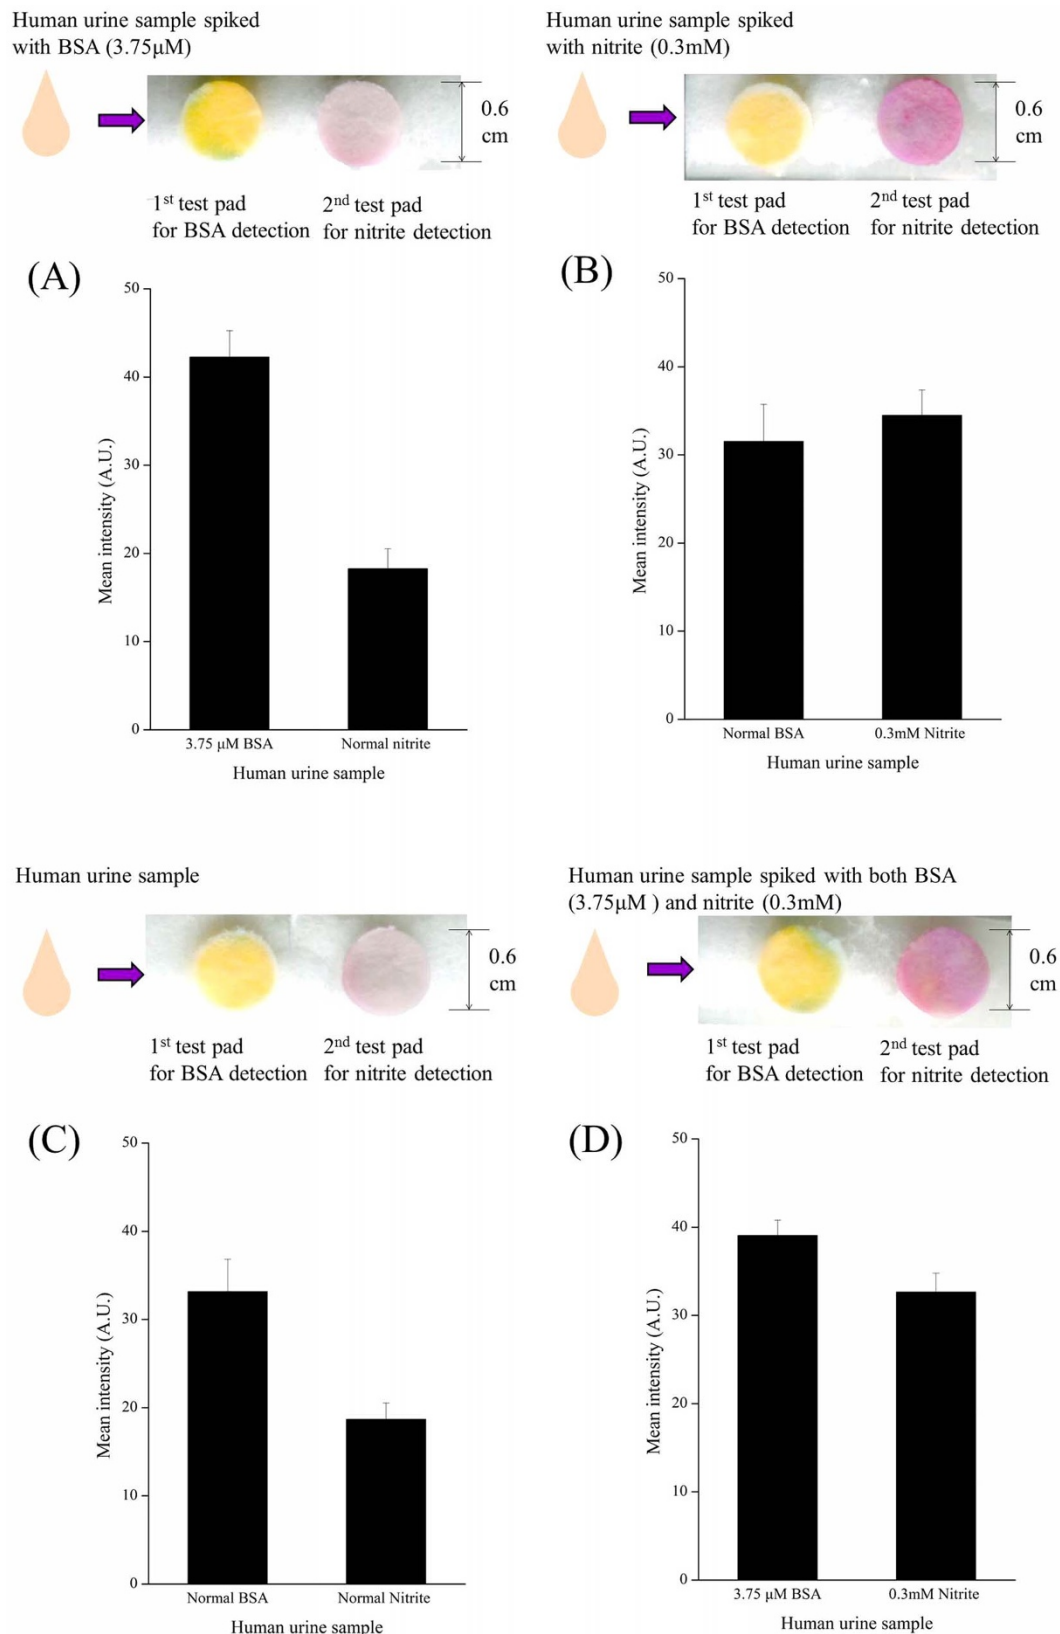 Human urine sample spiked
with BSA (3.75μM)
0.6
cm
1st test pad
for BSA detection
2nd test pad
for nitrite detection
Human urine sample spiked
with nitrite (0.3mM)
0.6
cm
1st test pad
for BSA detection
2nd test pad
for nitrite detection
(A)
50
40
30
20
10
0
Mean intensity (A.U.)
3.75 μM BSA
Normal nitrite
Human urine sample
(B)
50
40
30
20
10
0
Mean intensity (A.U.)
Normal BSA
0.3mM Nitrite
Human urine sample
Human urine sample
0.6
cm
1st test pad
for BSA detection
2nd test pad
for nitrite detection
Human urine sample spiked with both BSA
(3.75μM ) and nitrite (0.3mM)
0.6
cm
1st test pad
for BSA detection
2nd test pad
for nitrite detection
(C)
50
40
30
20
10
0
Mean intensity (A.U.)
Normal BSA
Normal Nitrite
Human urine sample
(D)
50
40
30
20
10
0
Mean intensity (A.U.)
3.75 μM BSA
0.3mM Nitrite
Human urine sample